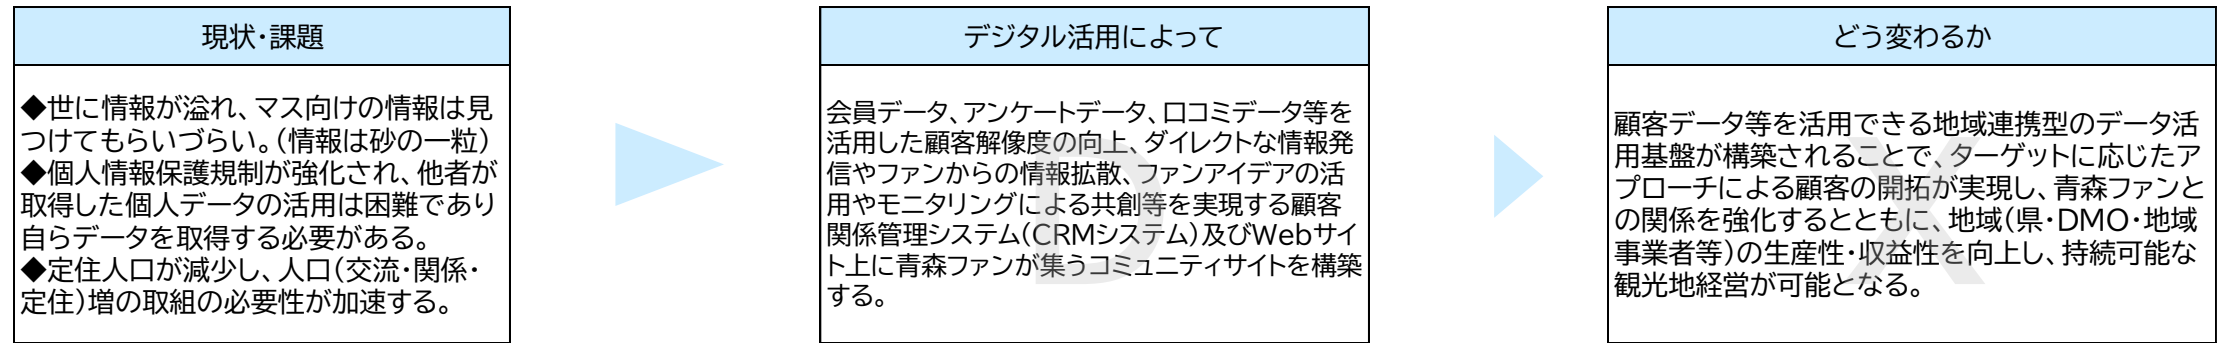 現状・課題
◆世に情報が溢れ、マス向けの情報は見
つけてもらいづらい。(情報は砂の一粒)
◆個人情報保護規制が強化され、他者が
取得した個人データの活用は困難であり
自らデータを取得する必要がある。
◆定住人口が減少し、人口(交流・関係・
定住)増の取組の必要性が加速する。
デジタル活用によって
会員データ、アンケートデータ、口コミデータ等を
活用した顧客解像度の向上、ダイレクトな情報発
信やファンからの情報拡散、ファンアイデアの活
用やモニタリングによる共創等を実現する顧客
関係管理システム(CRMシステム)及びWebサイ
ト上に青森ファンが集うコミュニティサイトを構築
する。
D
どう変わるか
顧客データ等を活用できる地域連携型のデータ活
用基盤が構築されることで、ターゲットに応じたア
プローチによる顧客の開拓が実現し、青森ファンと
の関係を強化するとともに、地域(県・DMO・地域
事業者等)の生産性・収益性を向上し、持続可能な
観光地経営が可能となる。
X